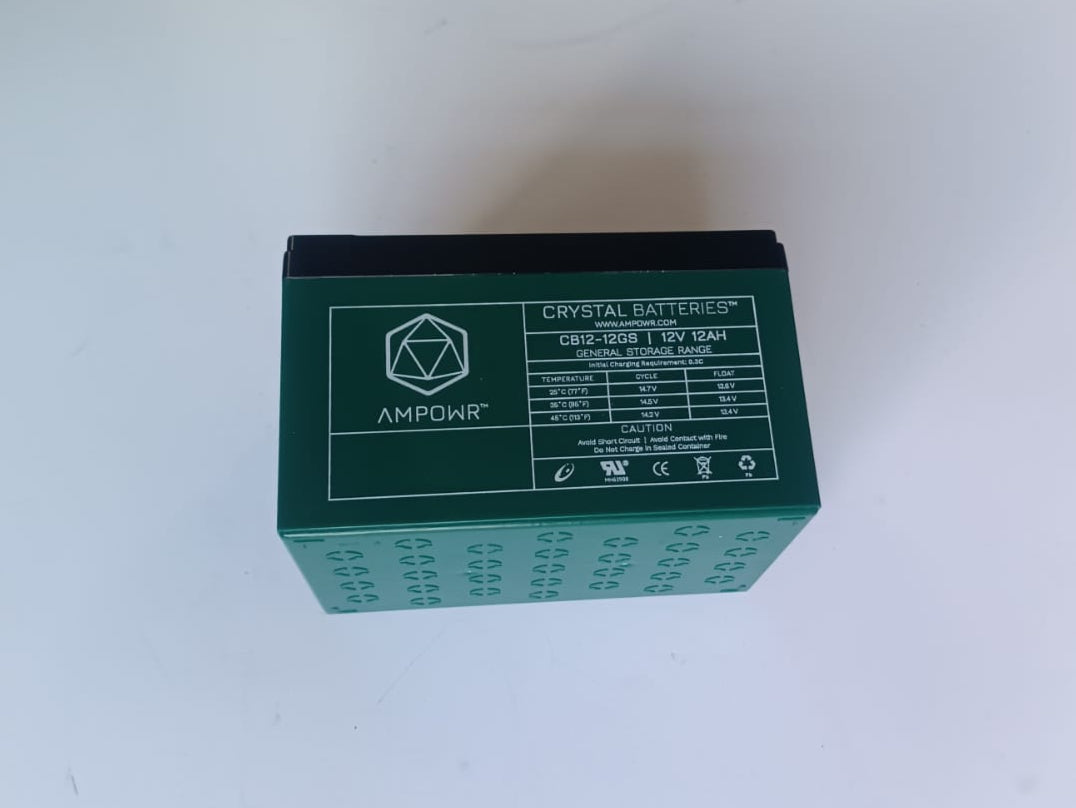 AMPOWR™
CRYSTAL BATTERIES™
WWW.AMPOWR.COM
CB12-12GS | 12V 12AH
GENERAL STORAGE RANGE
Initial Charging Requirement: 0.3C
TEMPERATURE CYCLE FLOAT
25°C (77°F) 14.7V 13.6V
35°C (95°F) 14.5V 13.4V
45°C (113°F) 14.2V 13.4V
CAUTION
Avoid Short Circuit | Avoid Contact with Fire
Do Not Charge in Sealed Container
CE
Pb Pb